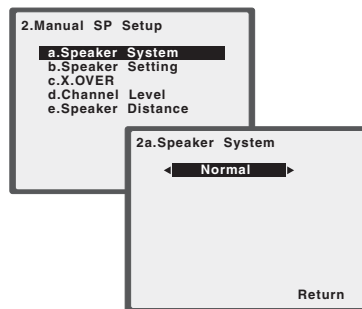 2.Manual SP Setup
a.Speaker System
b.Speaker Setting
c.X.OVER
d.Channel Level
e.Speaker Distance
2a.Speaker System
Normal
Return